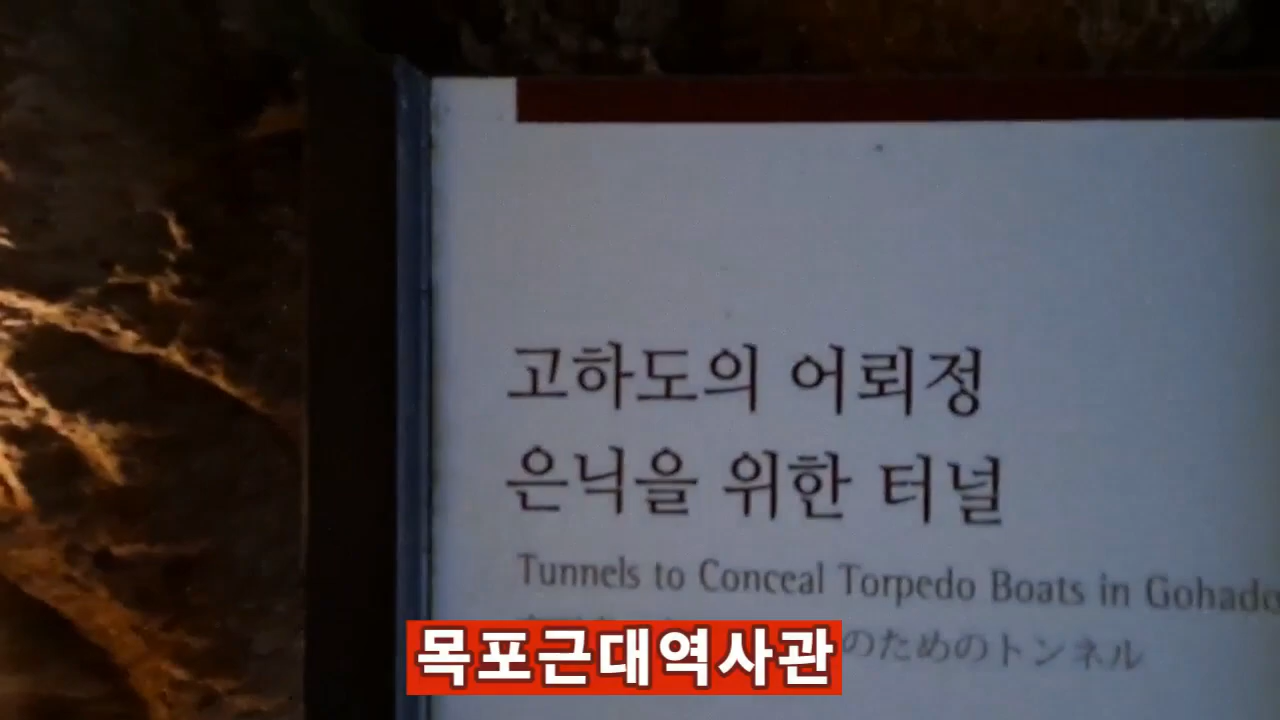 고하도의 어뢰정
은닉을 위한 터널
Tunnels to Conceal Torpedo Boats in Gohado
のためのトンネル
목포근대역사관